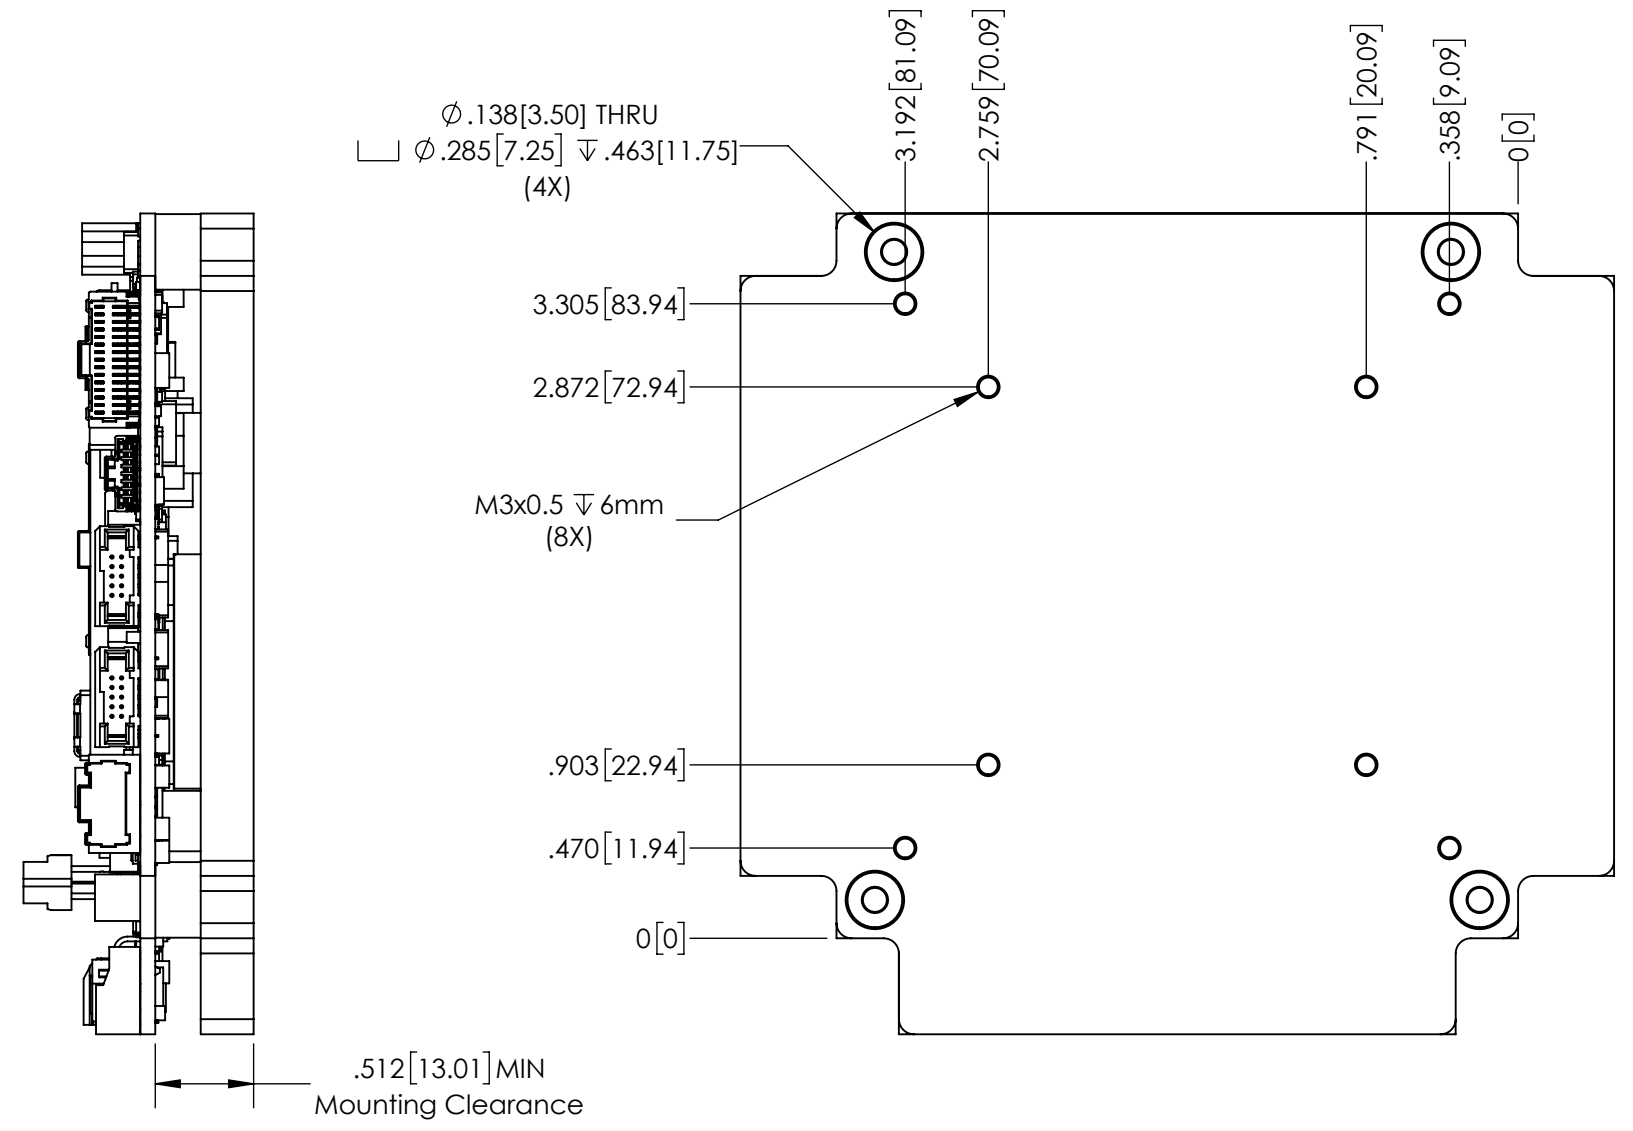 3.192[81.09]
2.759[70.09]
.791[20.09]
.358[9.09]
0[0]
⌀.138[3.50] THRU
⌴ ⌀.285[7.25] ↧.463[11.75]
(4X)
3.305[83.94]
2.872[72.94]
M3x0.5 ↧6mm
(8X)
.903[22.94]
.470[11.94]
0[0]
.512[13.01]MIN
Mounting Clearance